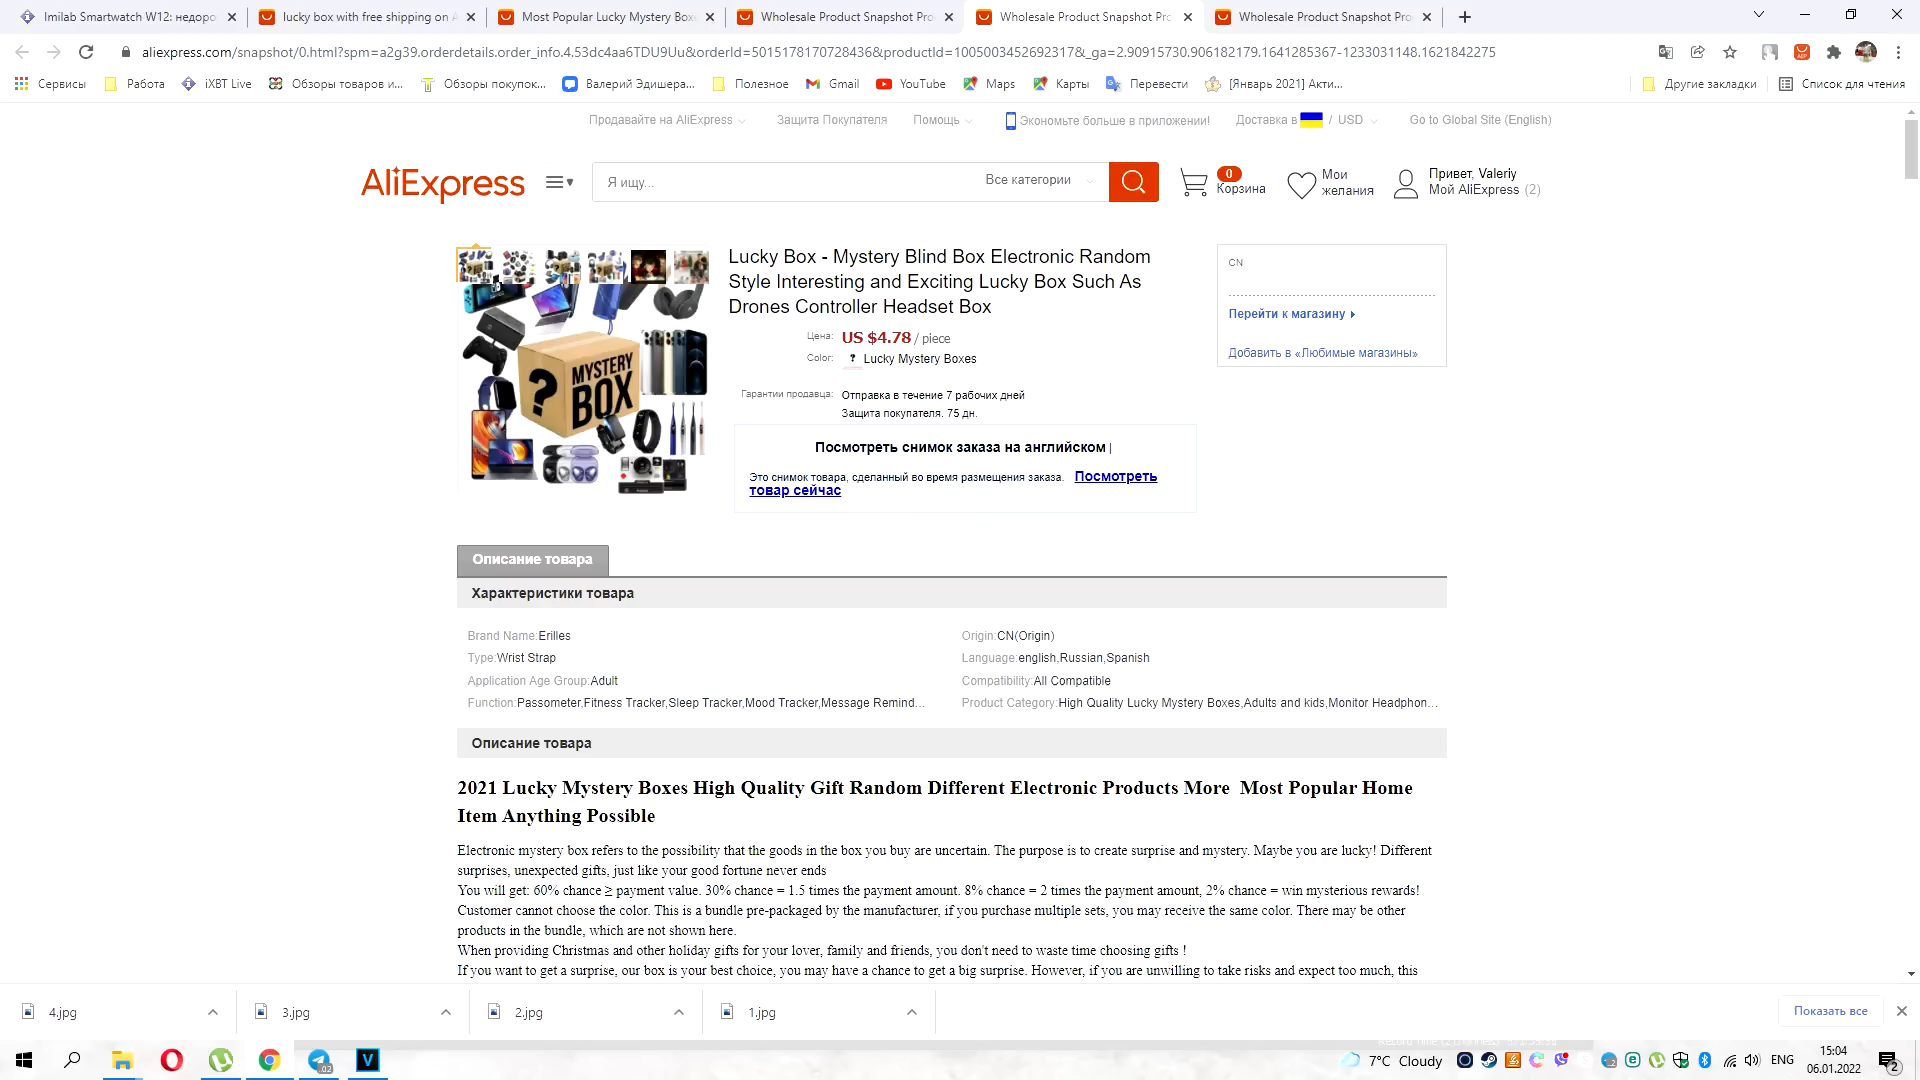 Imilab Smartwatch W12: недоро
lucky box with free shipping on A
Most Popular Lucky Mystery Boxe
Wholesale Product Snapshot Pro
Wholesale Product Snapshot Pro
Wholesale Product Snapshot Pro
aliexpress.com/snapshot/0.html?spm=a2g39.orderdetails.order_info.4.53dc4aa6TDU9Uu&orderId=5015178170728436&productId=1005003452692317&_ga=2.90915730.906182179.1641285367-1233031148.1621842275
Сервисы
Работа
iXBT Live
Обзоры товаров и...
Обзоры покупок...
Валерий Эдишера...
Полезное
Gmail
YouTube
Maps
Карты
Перевести
[Январь 2021] Акти...
Другие закладки
Список для чтения
Продавайте на AliExpress
Защита Покупателя
Помощь
Экономьте больше в приложении!
Доставка в / USD
Go to Global Site (English)
AliExpress
Я ищу...
Все категории
0
Корзина
Мои
желания
Привет, Valeriy
Мой AliExpress (2)
Lucky Box - Mystery Blind Box Electronic Random
Style Interesting and Exciting Lucky Box Such As
Drones Controller Headset Box
Цена: US $4.78 / piece
Color: ? Lucky Mystery Boxes
Гарантии продавца: Отправка в течение 7 рабочих дней
Защита покупателя. 75 дн.
? MYSTERY
BOX
CN
Перейти к магазину
Добавить в «Любимые магазины»
Посмотреть снимок заказа на английском |
Это снимок товара, сделанный во время размещения заказа. Посмотреть
товар сейчас
Описание товара
Характеристики товара
Brand Name:Erilles
Origin:CN(Origin)
Type:Wrist Strap
Language:english,Russian,Spanish
Application Age Group:Adult
Compatibility:All Compatible
Function:Passometer,Fitness Tracker,Sleep Tracker,Mood Tracker,Message Remind...
Product Category:High Quality Lucky Mystery Boxes,Adults and kids,Monitor Headphon...
Описание товара
2021 Lucky Mystery Boxes High Quality Gift Random Different Electronic Products More Most Popular Home
Item Anything Possible
Electronic mystery box refers to the possibility that the goods in the box you buy are uncertain. The purpose is to create surprise and mystery. Maybe you are lucky! Different
surprises, unexpected gifts, just like your good fortune never ends
You will get: 60% chance ≥ payment value. 30% chance = 1.5 times the payment amount. 8% chance = 2 times the payment amount, 2% chance = win mysterious rewards!
Customer cannot choose the color. This is a bundle pre-packaged by the manufacturer, if you purchase multiple sets, you may receive the same color. There may be other
products in the bundle, which are not shown here.
When providing Christmas and other holiday gifts for your lover, family and friends, you don't need to waste time choosing gifts !
If you want to get a surprise, our box is your best choice, you may have a chance to get a big surprise. However, if you are unwilling to take risks and expect too much, this
4.jpg
3.jpg
2.jpg
1.jpg
Показать все
7°C Cloudy
ENG
15:04
06.01.2022
2